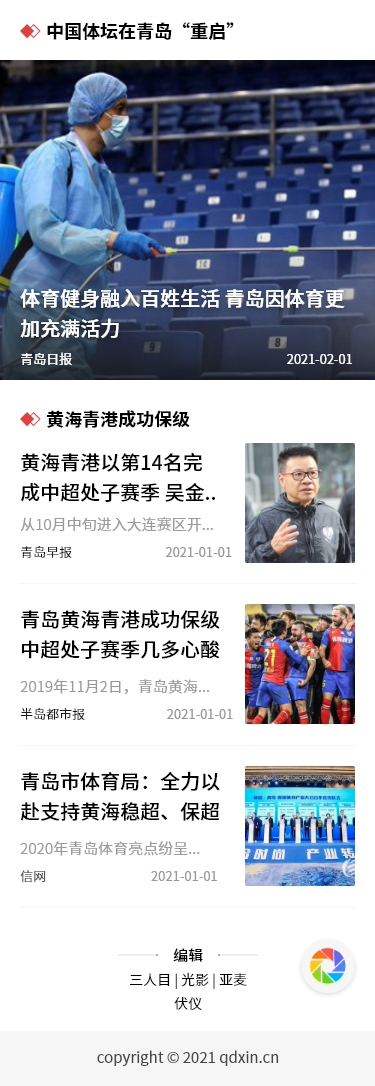 中国体坛在青岛“重启”
体育健身融入百姓生活 青岛因体育更
加充满活力
青岛日报 2021-02-01
黄海青港成功保级
黄海青港以第14名完
成中超处子赛季 吴金..
从10月中旬进入大连赛区开...
青岛早报 2021-01-01
青岛黄海青港成功保级
中超处子赛季几多心酸
2019年11月2日，青岛黄海...
半岛都市报 2021-01-01
21
青岛市体育局：全力以
赴支持黄海稳超、保超
2020年青岛体育亮点纷呈...
信网 2021-01-01
编辑
三人目 | 光影 | 亚麦
伏仪
copyright © 2021 qdxin.cn